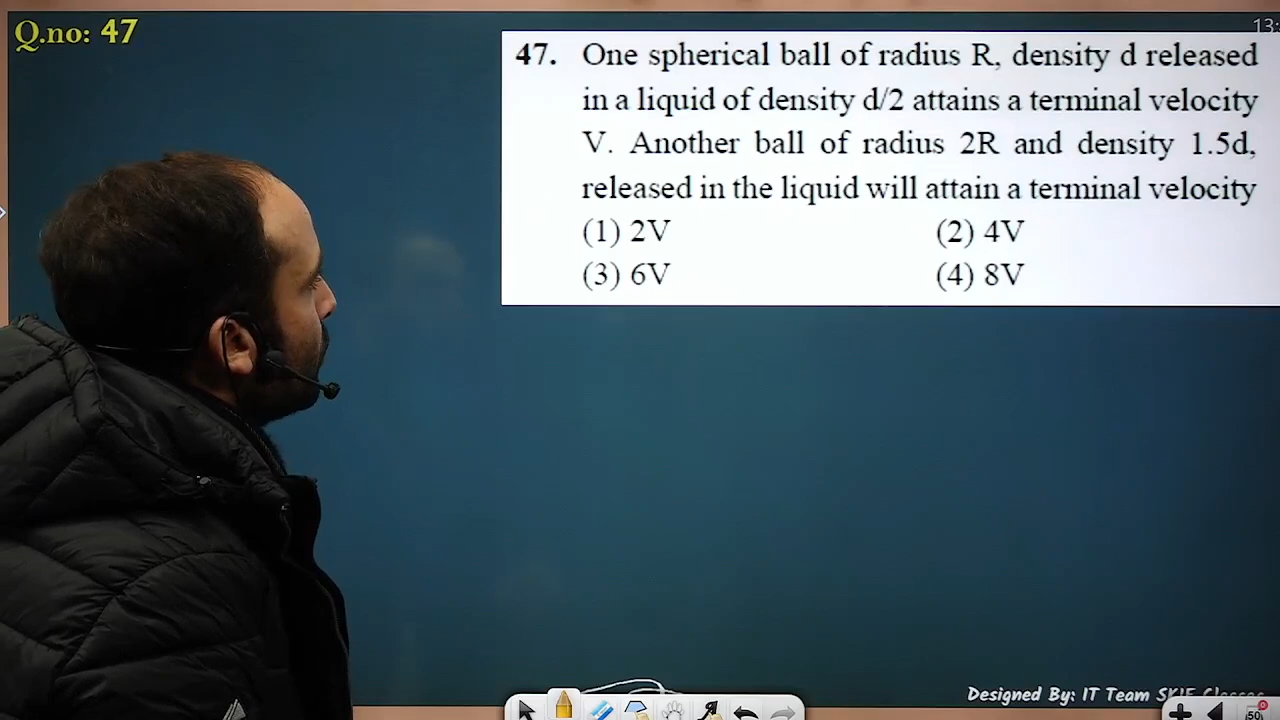 Q.no: 47
13:
47. One spherical ball of radius R, density d released
in a liquid of density d/2 attains a terminal velocity
V. Another ball of radius 2R and density 1.5d,
released in the liquid will attain a terminal velocity
(1) 2V (2) 4V
(3) 6V (4) 8V
Designed By: IT Team
50